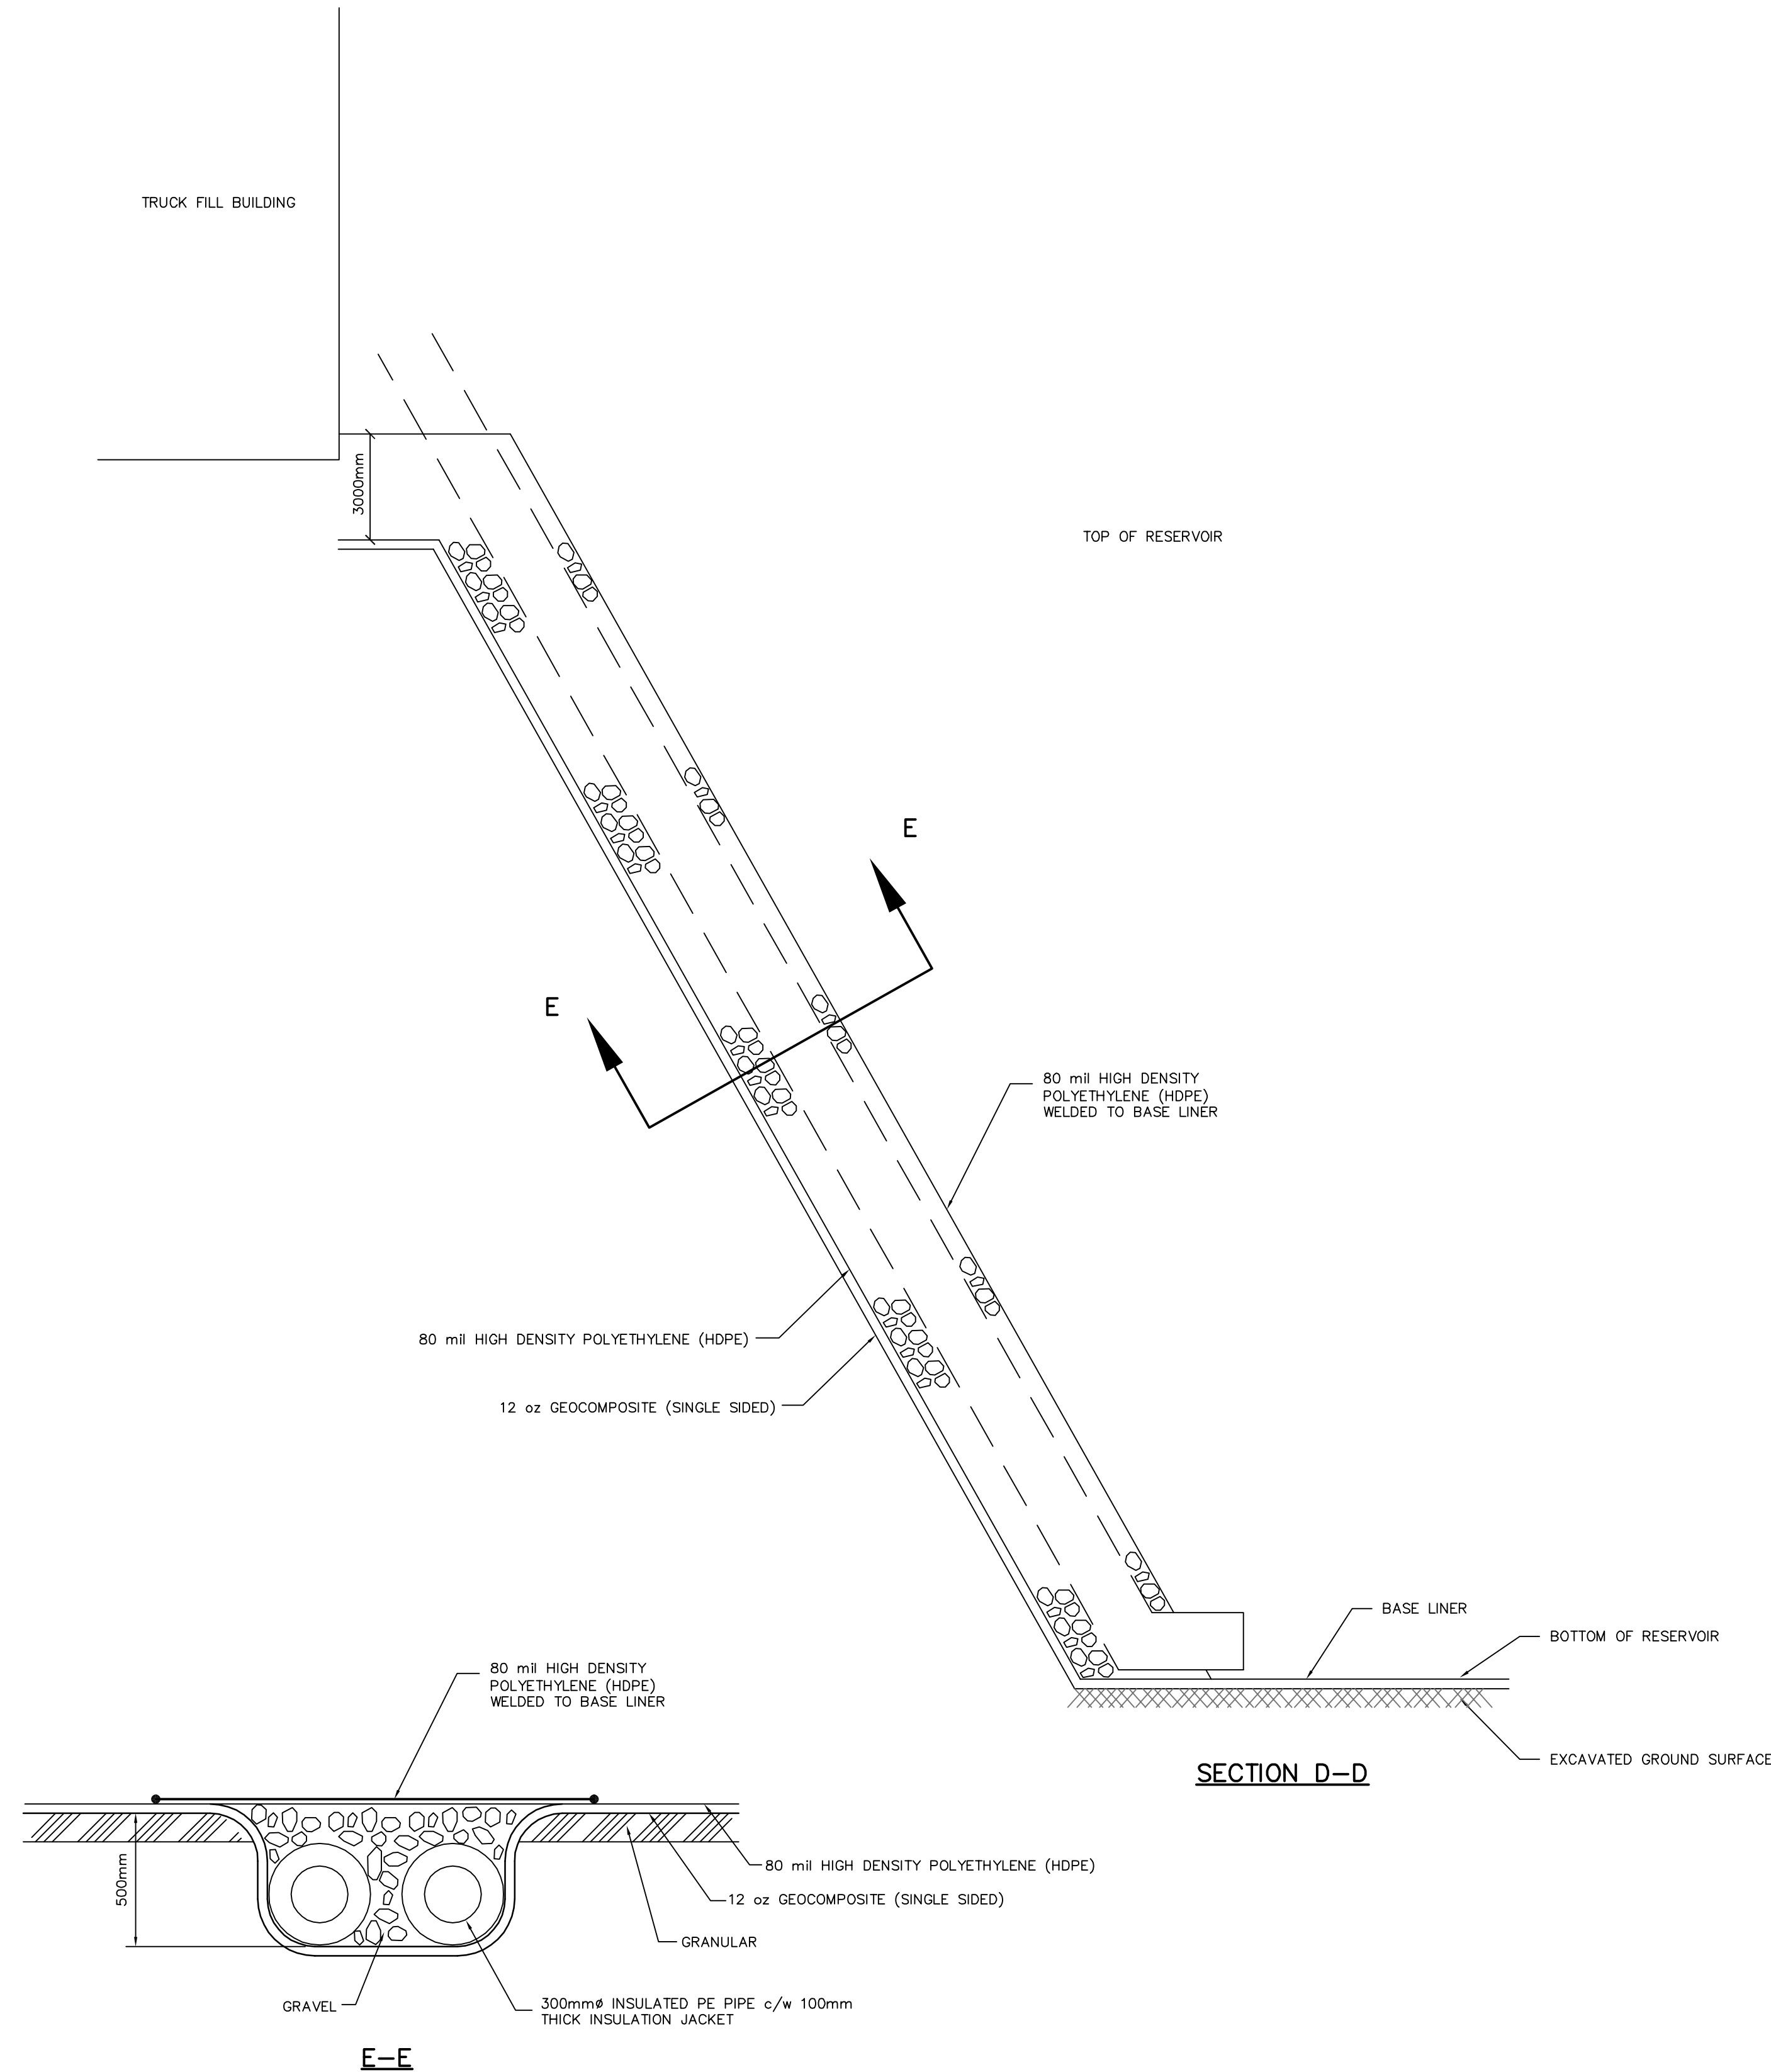 TRUCK FILL BUILDING
3000mm
TOP OF RESERVOIR
E
E
80 mil HIGH DENSITY
POLYETHYLENE (HDPE)
WELDED TO BASE LINER
80 mil HIGH DENSITY POLYETHYLENE (HDPE)
12 oz GEOCOMPOSITE (SINGLE SIDED)
BASE LINER
BOTTOM OF RESERVOIR
EXCAVATED GROUND SURFACE
SECTION D-D
80 mil HIGH DENSITY
POLYETHYLENE (HDPE)
WELDED TO BASE LINER
500mm
80 mil HIGH DENSITY POLYETHYLENE (HDPE)
12 oz GEOCOMPOSITE (SINGLE SIDED)
GRANULAR
GRAVEL
300mmø INSULATED PE PIPE c/w 100mm
THICK INSULATION JACKET
E-E